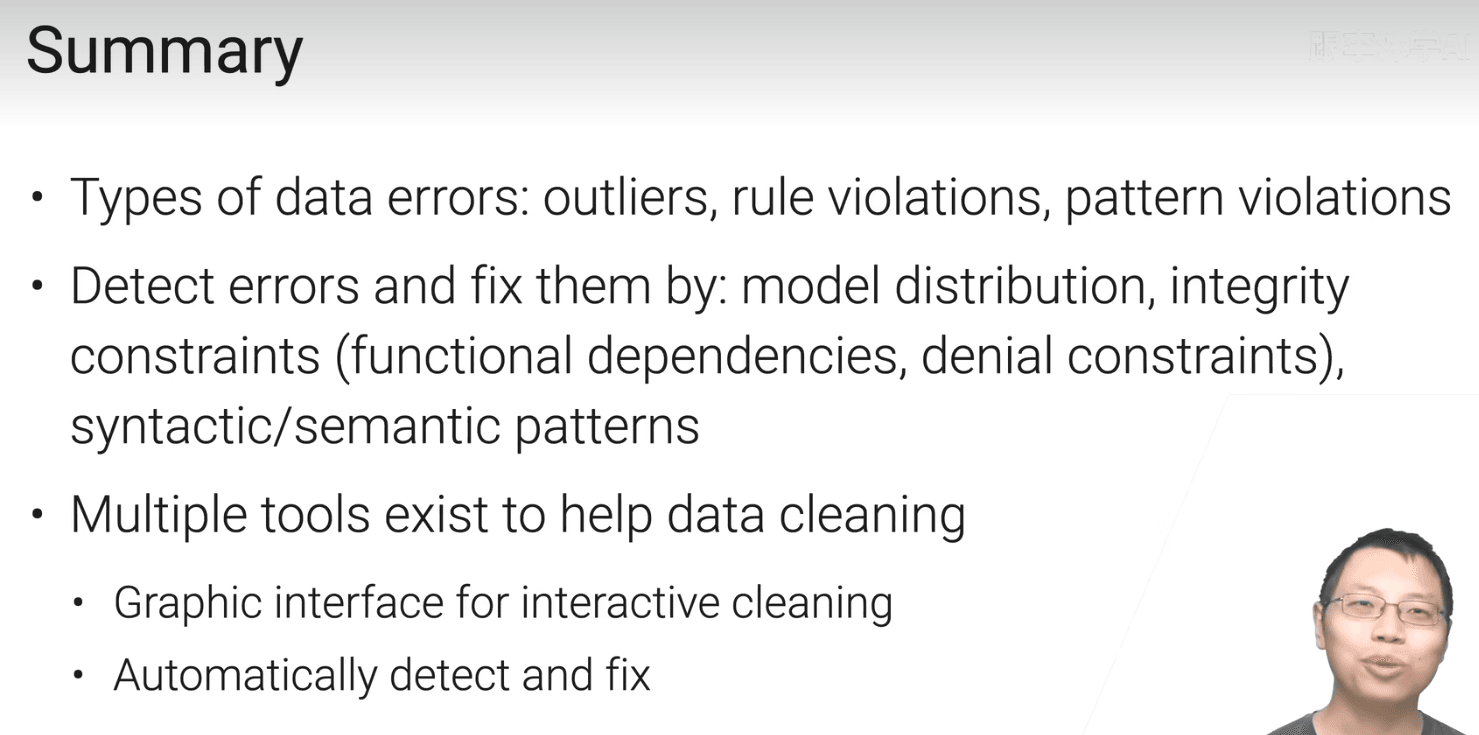 Summary
• Types of data errors: outliers, rule violations, pattern violations
• Detect errors and fix them by: model distribution, integrity
constraints (functional dependencies, denial constraints),
syntactic/semantic patterns
• Multiple tools exist to help data cleaning
• Graphic interface for interactive cleaning
• Automatically detect and fix